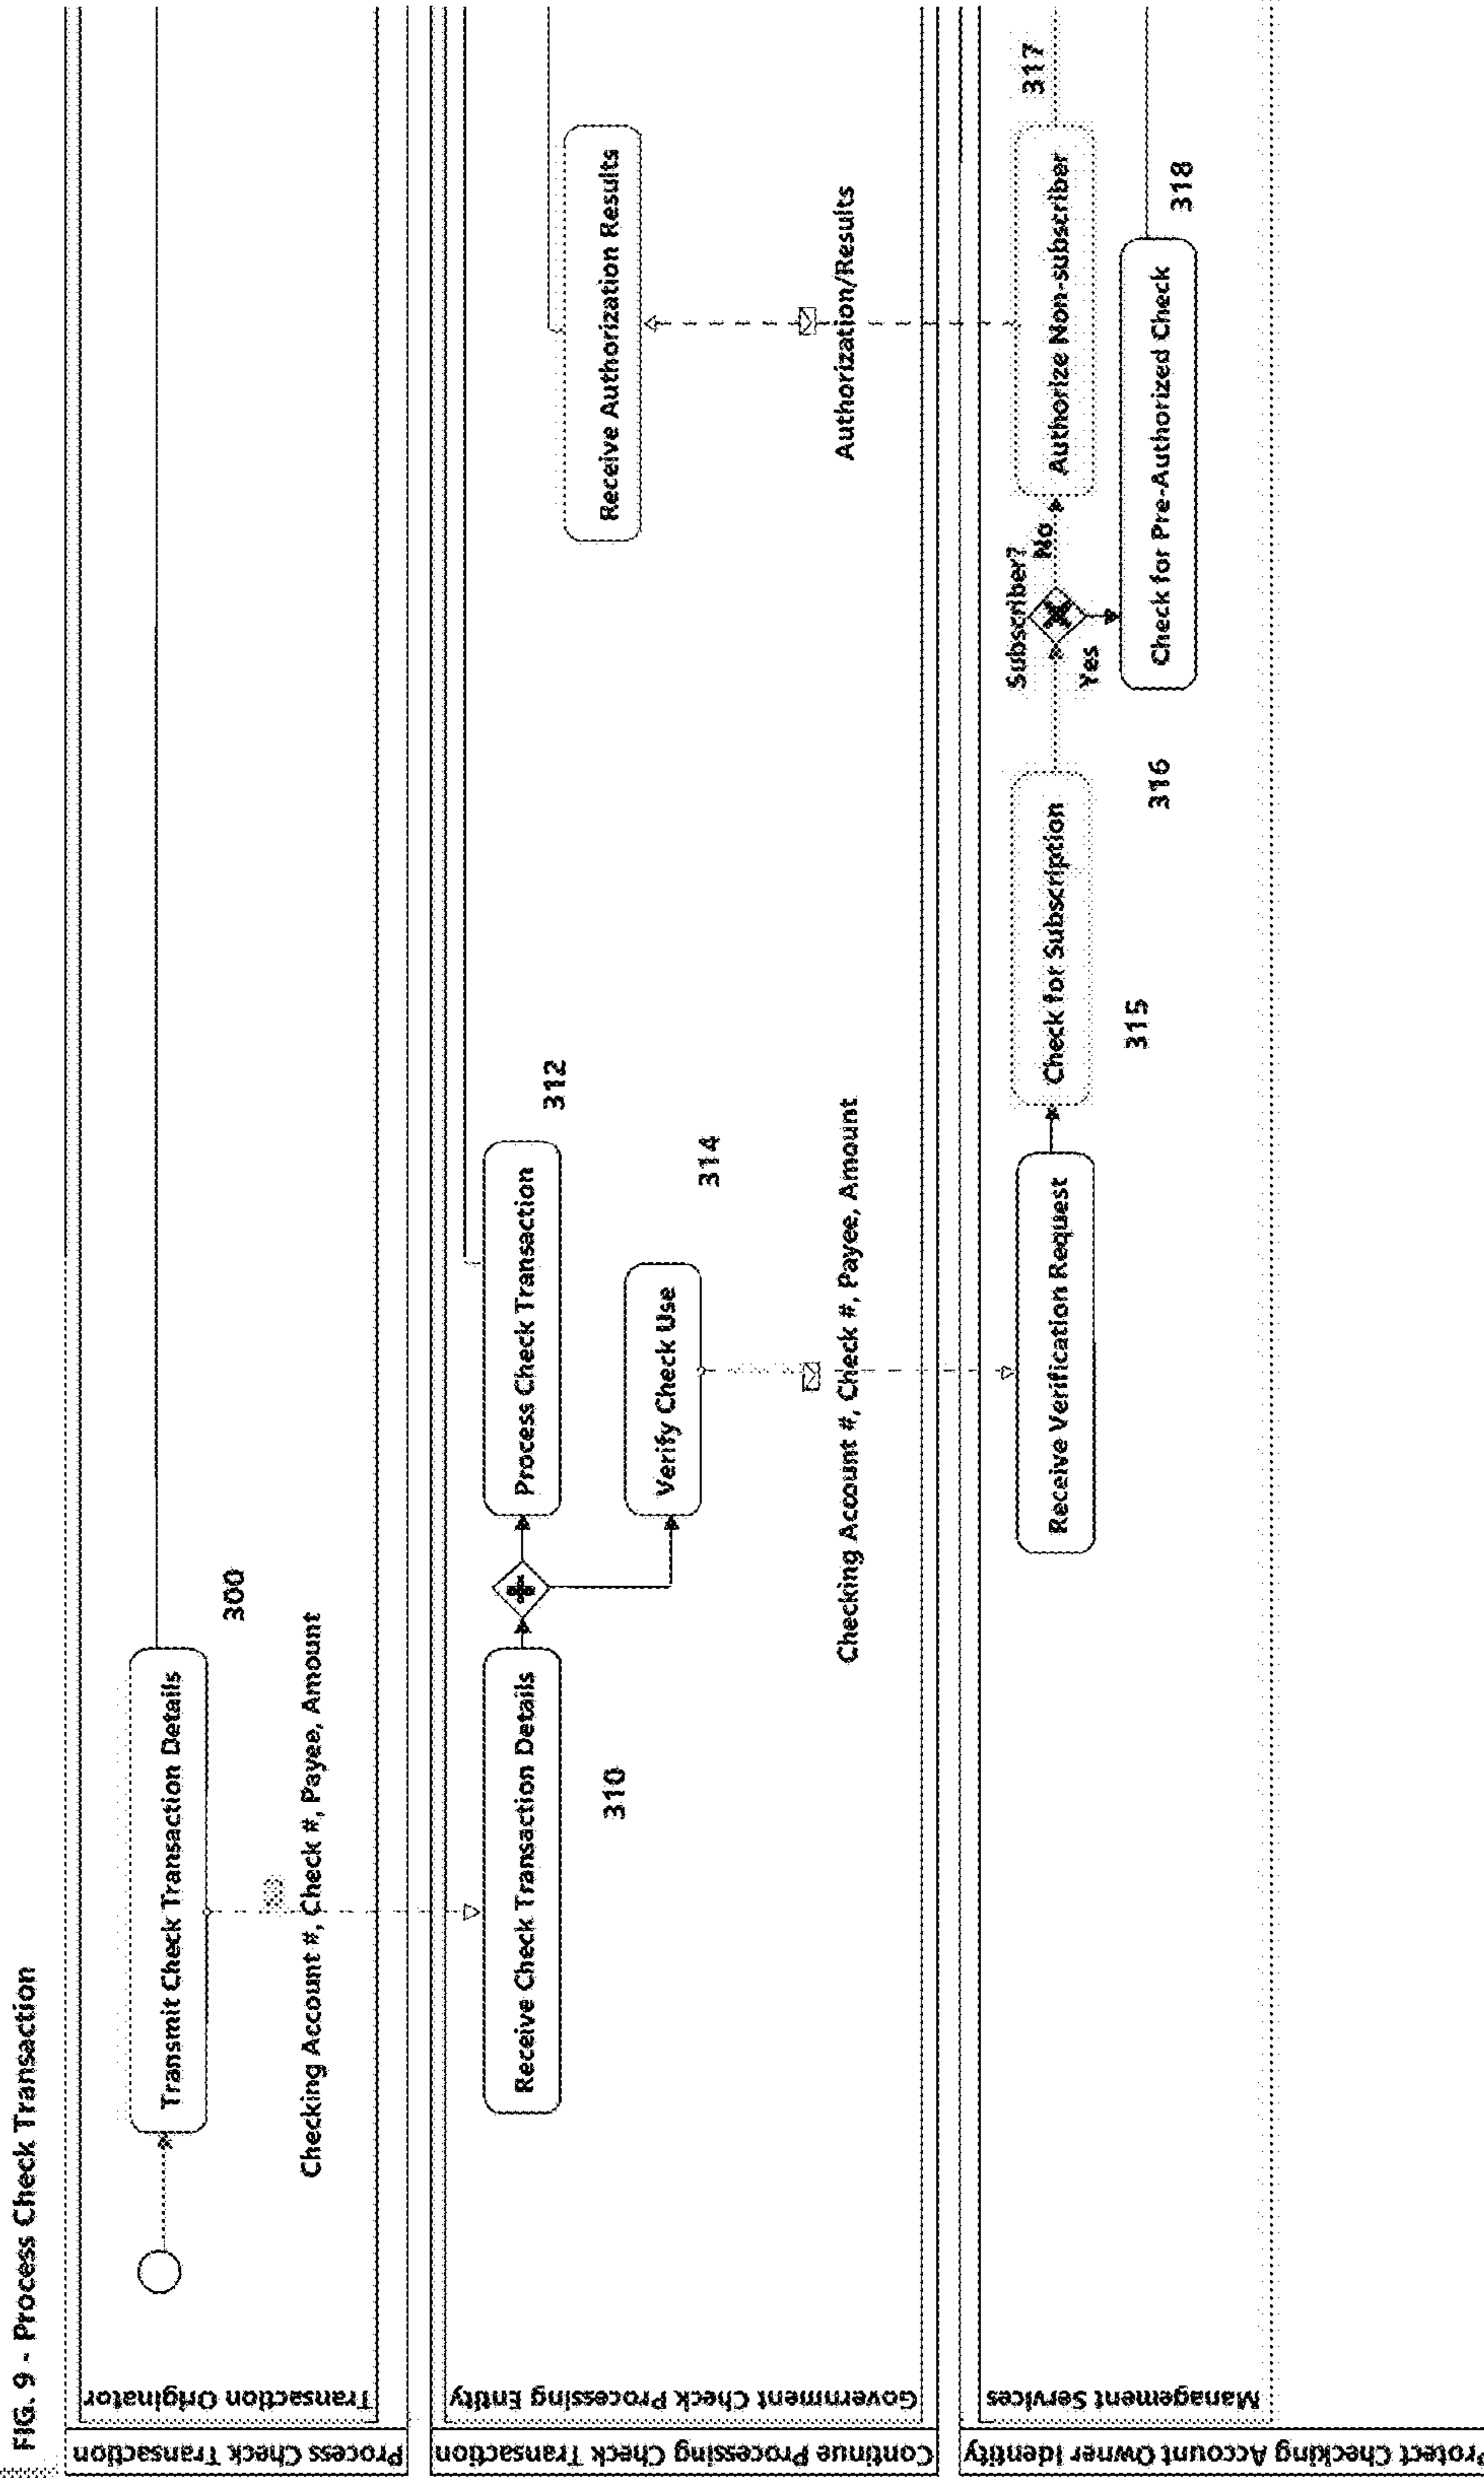 FIG. 9 - Process Check Transaction
Process Check Transaction
Transaction Originator
Transmit Check Transaction Details
300
Checking Account #, Check #, Payee, Amount
Continue Processing Check Transaction
Government Check Processing Entity
Receive Check Transaction Details
310
Process Check Transaction
312
Verify Check Use
314
Checking Account #, Check #, Payee, Amount
Receive Authorization Results
Authorization/Results
Protect Checking Account Owner Identity
Management Services
Receive Verification Request
315
Check for Subscription
316
Subscriber?
No
Yes
Authorize Non-subscriber
317
Check for Pre-Authorized Check
318